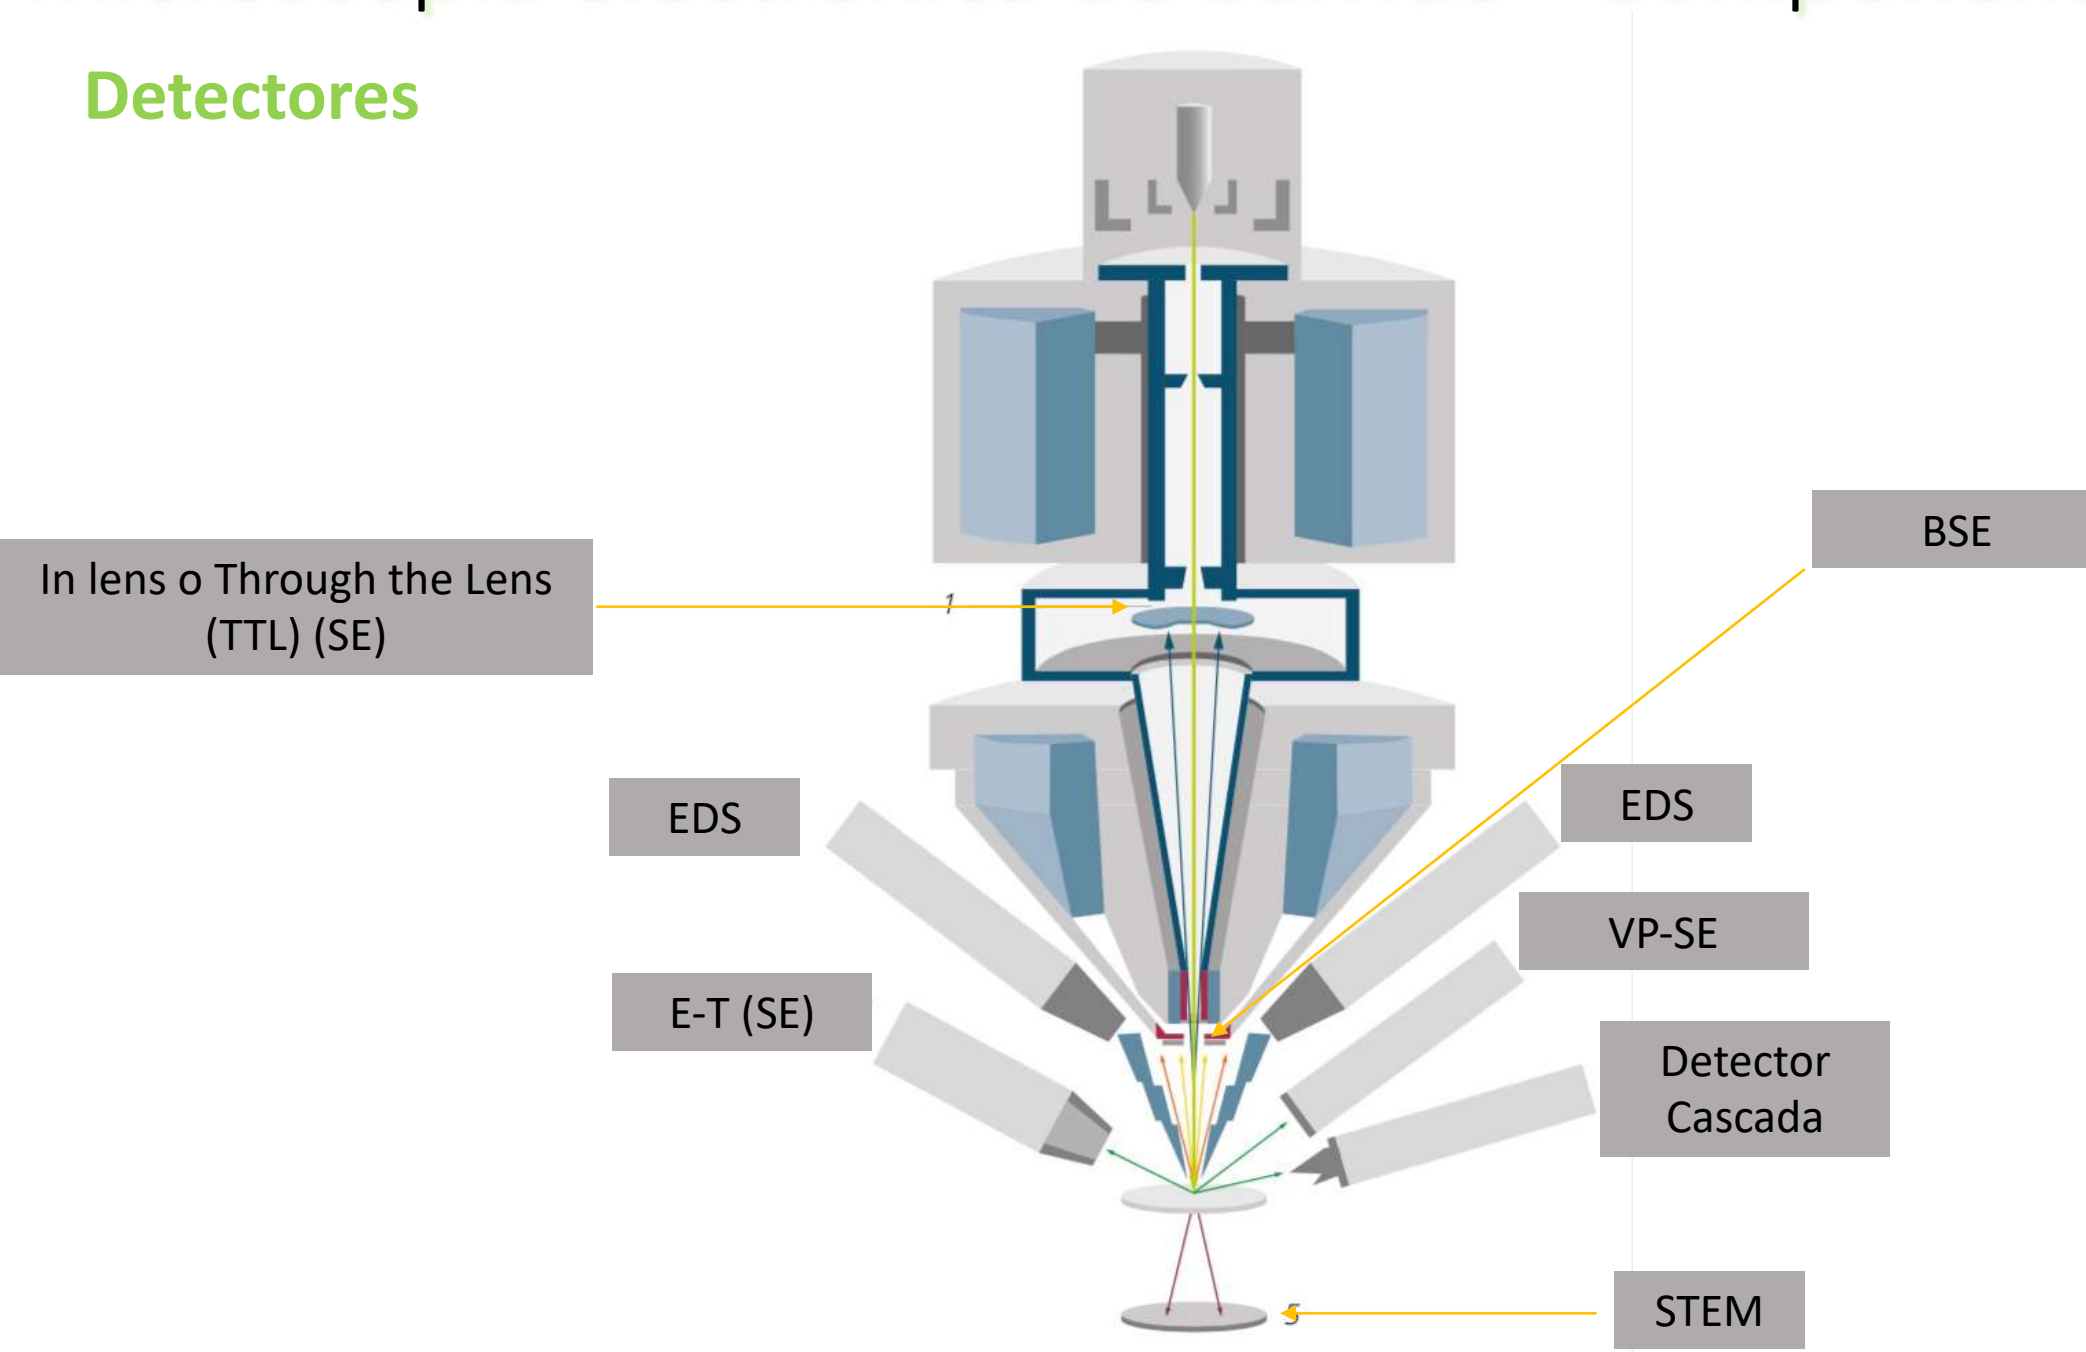 Detectores
BSE
In lens o Through the Lens
(TTL) (SE)
1
EDS
EDS
VP-SE
E-T (SE)
Detector
Cascada
5
STEM